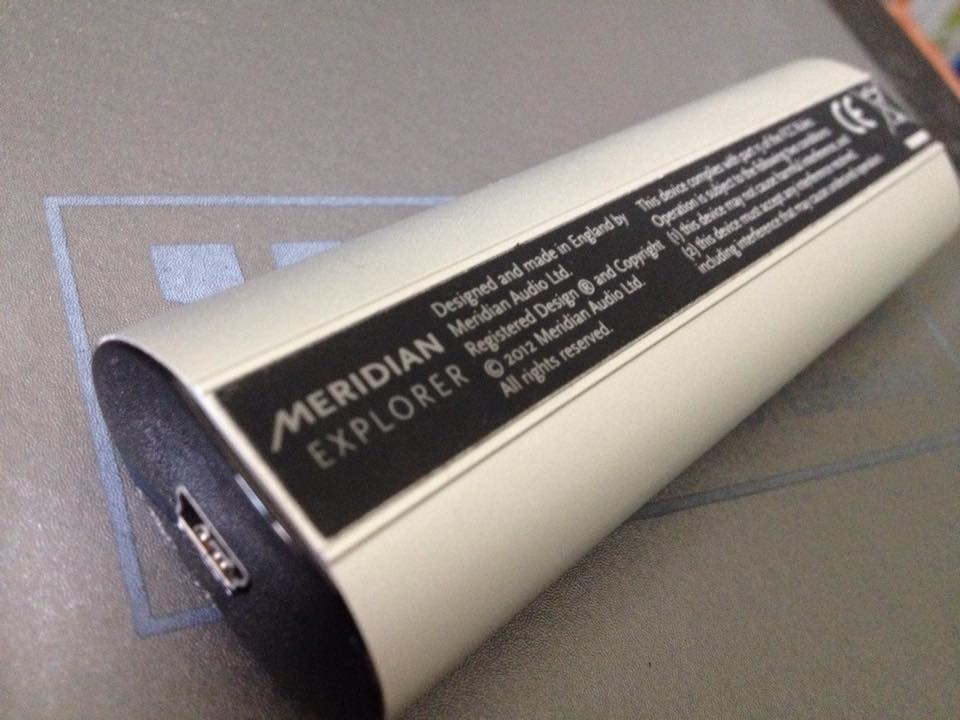 MERIDIAN
EXPLORER
Designed and made in England by
Meridian Audio Ltd.
Registered Design ® and Copyright
© 2012 Meridian Audio Ltd.
All rights reserved.
This device complies with part 15 of the FCC Rules.
Operation is subject to the following two conditions:
(1) this device may not cause harmful interference, and
(2) this device must accept any interference received,
including interference that may cause undesired operation
CE